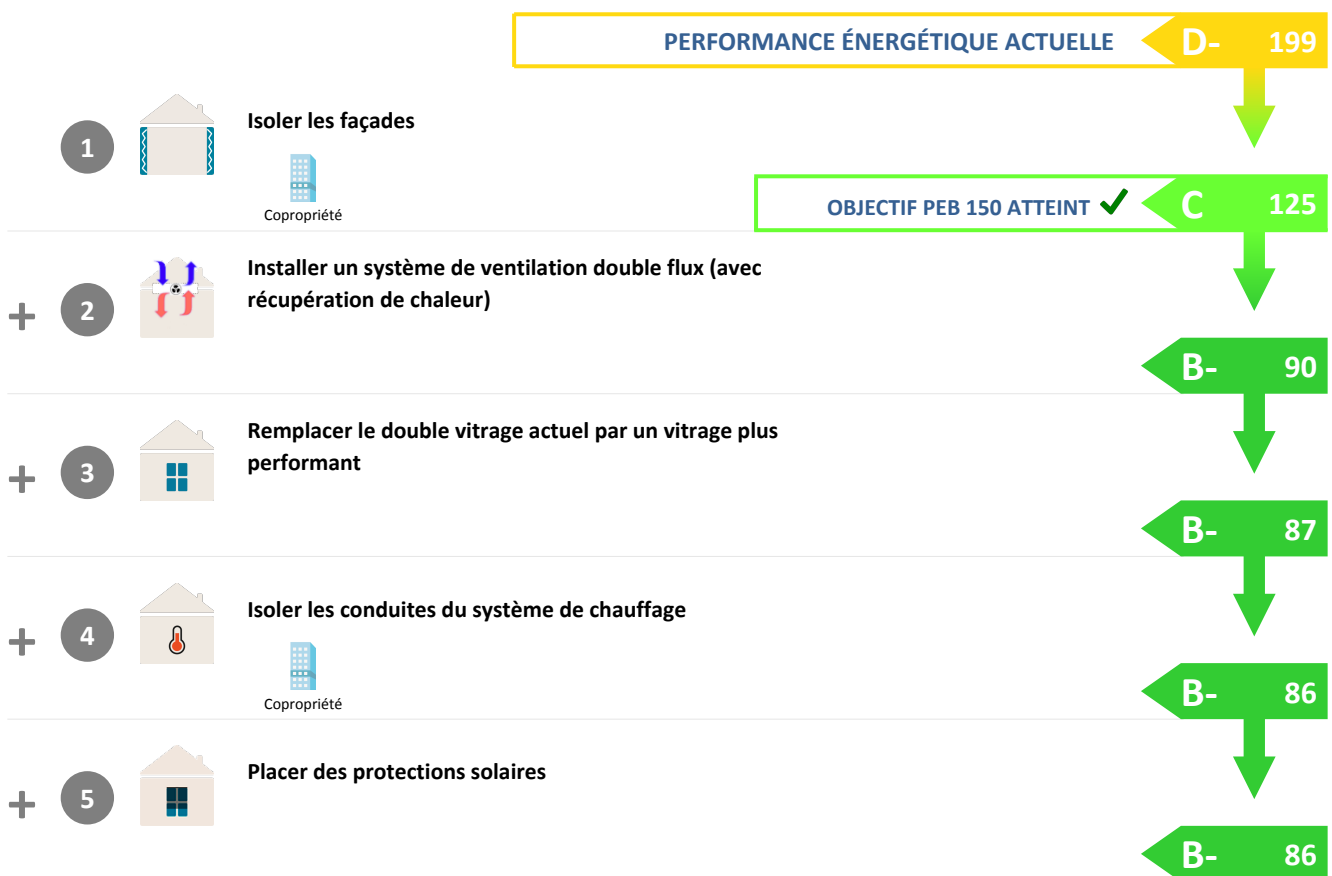 PERFORMANCE ÉNERGÉTIQUE ACTUELLE D- 199
1 Isoler les façades
Copropriété
OBJECTIF PEB 150 ATTEINT ✔ C 125
+ 2 Installer un système de ventilation double flux (avec
récupération de chaleur)
B- 90
+ 3 Remplacer le double vitrage actuel par un vitrage plus
performant
B- 87
+ 4 Isoler les conduites du système de chauffage
Copropriété
B- 86
+ 5 Placer des protections solaires
B- 86